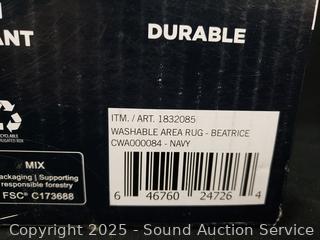 ANT
DURABLE
ITM. / ART. 1832085
WASHABLE AREA RUG - BEATRICE
CWA000084 - NAVY
6 46760 24726 4
MIX
Packaging | Supporting
responsible forestry
FSC® C173688
Copyright 2025 - Sound Auction Service